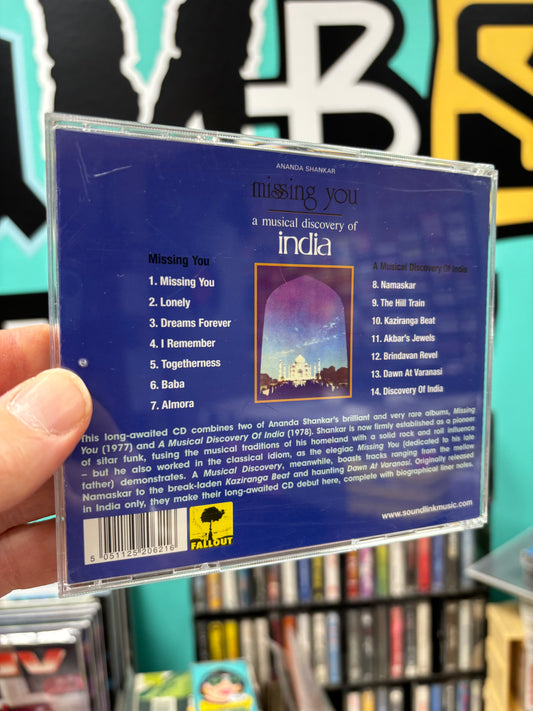 ANANDA SHANKAR
missing you
a musical discovery of
india
Missing You
1. Missing You
2. Lonely
3. Dreams Forever
4. I Remember
5. Togetherness
6. Baba
7. Almora
A Musical Discovery Of India
8. Namaskar
9. The Hill Train
10. Kaziranga Beat
11. Akbar's Jewels
12. Brindavan Revel
13. Dawn At Varanasi
14. Discovery Of India
This long-awaited CD combines two of Ananda Shankar's brilliant and very rare albums, Missing
You (1977) and A Musical Discovery Of India (1978). Shankar is now firmly established as a pioneer
of sitar funk, fusing the musical traditions of his homeland with a solid rock and roll influence
– but he also worked in the classical idiom, as the elegiac Missing You (dedicated to his late
father) demonstrates. A Musical Discovery, meanwhile, boasts tracks ranging from the mellow
Namaskar to the break-laden Kaziranga Beat and haunting Dawn At Varanasi. Originally released
in India only, they make their long-awaited CD debut here, complete with biographical liner notes.
www.soundlinkmusic.com
5 051125 206216
FALLOUT